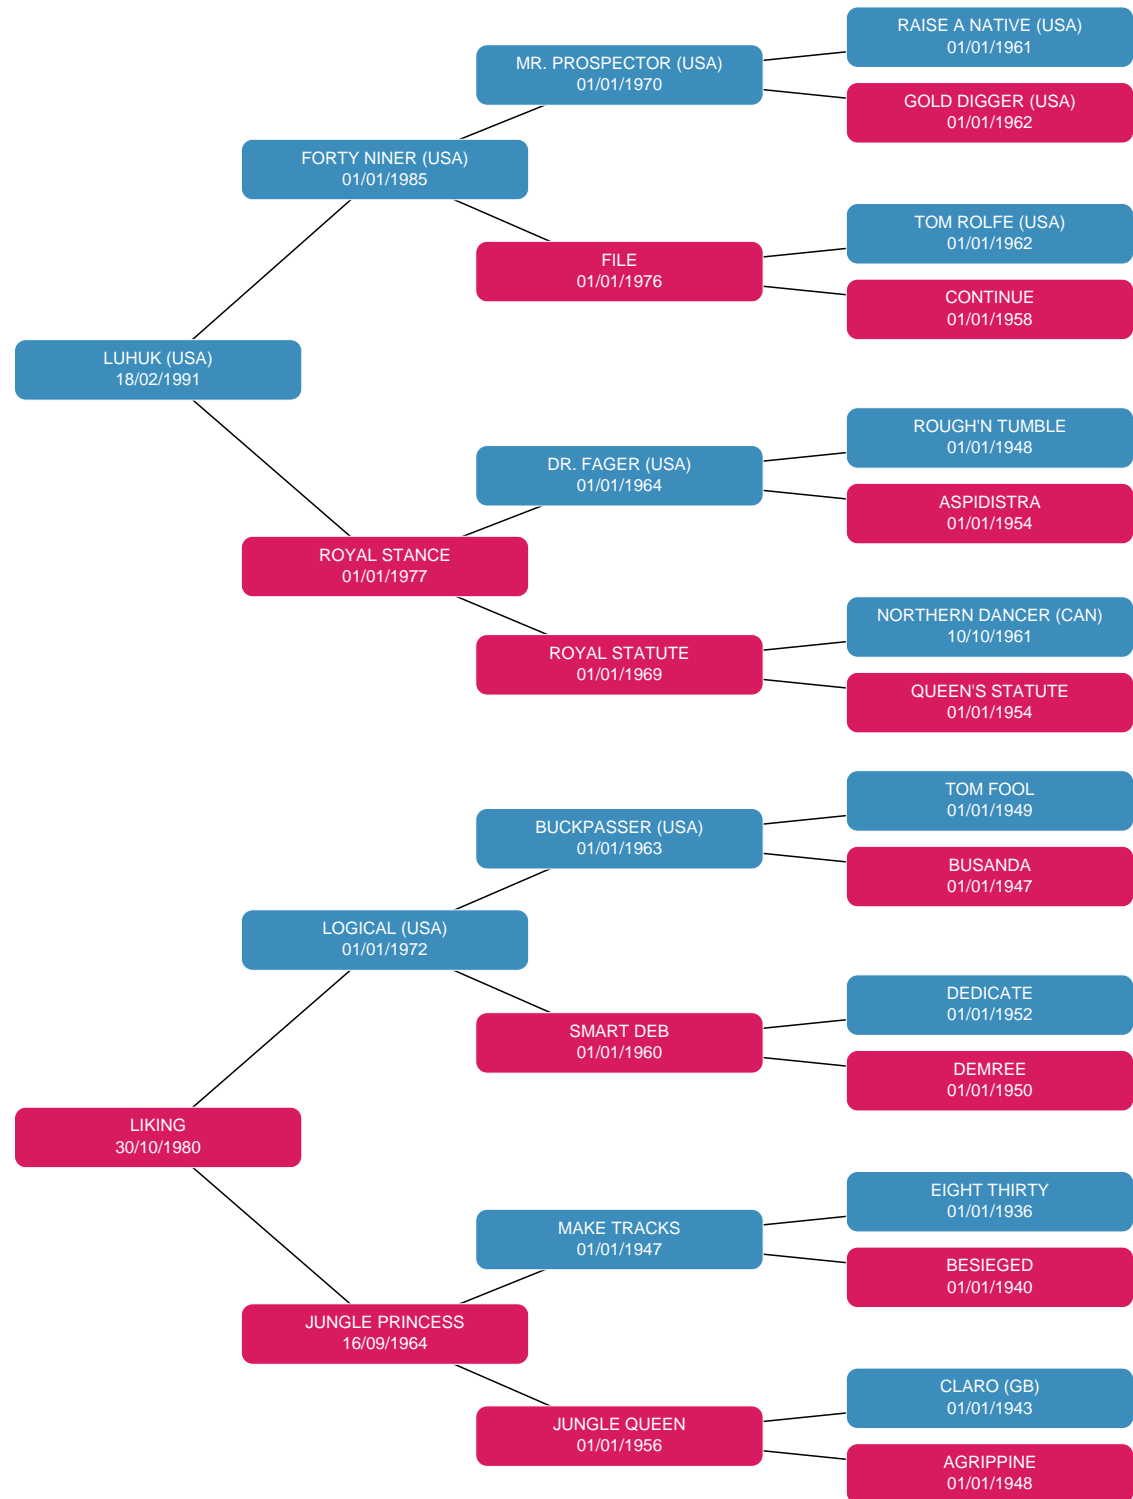 RAISE A NATIVE (USA)
01/01/1961
MR. PROSPECTOR (USA)
01/01/1970
GOLD DIGGER (USA)
01/01/1962
FORTY NINER (USA)
01/01/1985
TOM ROLFE (USA)
01/01/1962
FILE
01/01/1976
CONTINUE
01/01/1958
LUHUK (USA)
18/02/1991
ROUGH'N TUMBLE
01/01/1948
DR. FAGER (USA)
01/01/1964
ASPIDISTRA
01/01/1954
ROYAL STANCE
01/01/1977
NORTHERN DANCER (CAN)
10/10/1961
ROYAL STATUTE
01/01/1969
QUEEN'S STATUTE
01/01/1954
TOM FOOL
01/01/1949
BUCKPASSER (USA)
01/01/1963
BUSANDA
01/01/1947
LOGICAL (USA)
01/01/1972
DEDICATE
01/01/1952
SMART DEB
01/01/1960
DEMREE
01/01/1950
LIKING
30/10/1980
EIGHT THIRTY
01/01/1936
MAKE TRACKS
01/01/1947
BESIEGED
01/01/1940
JUNGLE PRINCESS
16/09/1964
CLARO (GB)
01/01/1943
JUNGLE QUEEN
01/01/1956
AGRIPPINE
01/01/1948